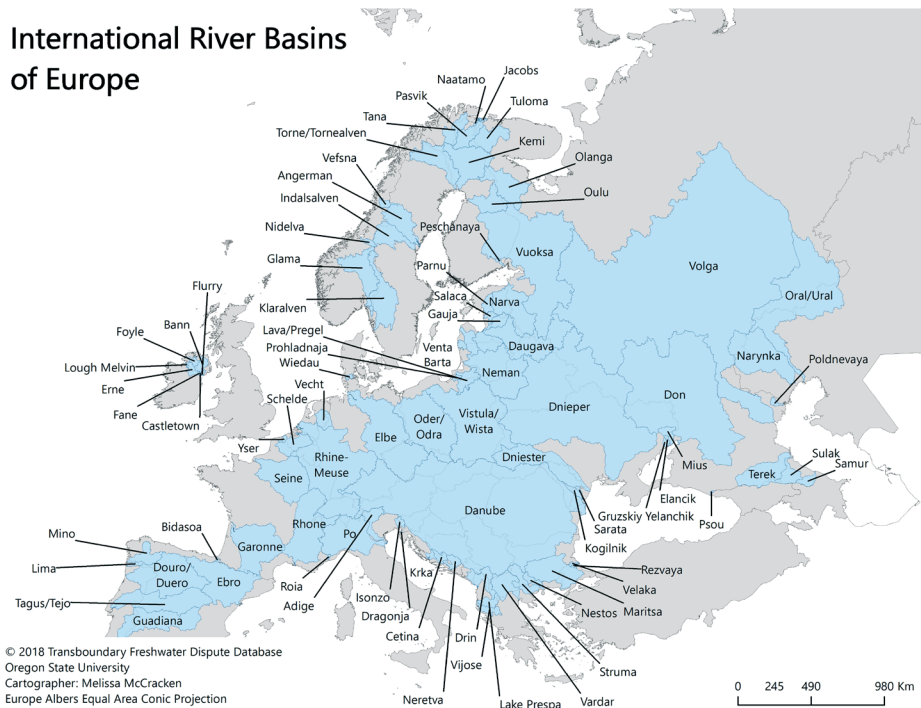 International River Basins
of Europe
Jacobs
Naatamo
Pasvik
Tuloma
Tana
Torne/Tornealven
Kemi
Vefsna
Olanga
Angerman
Oulu
Indalsalven
Nidelva
Peschanaya
Vuoksa
Glama
Parnu
Volga
Flurry
Salaca
Narva
Oral/Ural
Klaralven
Gauja
Foyle
Bann
Lava/Pregel
Prohladnaja
Venta
Daugava
Narynka
Poldnevaya
Lough Melvin
Wiedau
Barta
Neman
Erne
Vecht
Don
Fane
Schelde
Dnieper
Castletown
Elbe
Oder/
Odra
Vistula/
Wista
Yser
Rhine-
Meuse
Dniester
Mius
Sulak
Seine
Terek
Samur
Elancik
Danube
Gruzskiy Yelanchik
Psou
Sarata
Rhone
Po
Kogilnik
Mino
Bidasoa
Garonne
Lima
Douro/
Duero
Ebro
Krka
Rezvaya
Roia
Velaka
Adige
Isonzo
Tagus/Tejo
Dragonja
Nestos
Maritsa
Guadiana
Cetina
Drin
© 2018 Transboundary Freshwater Dispute Database
Oregon State University
Cartographer: Melissa McCracken
Europe Albers Equal Area Conic Projection
Vijose
Struma
Neretva
Lake Prespa
Vardar
0 245 490 980 Km